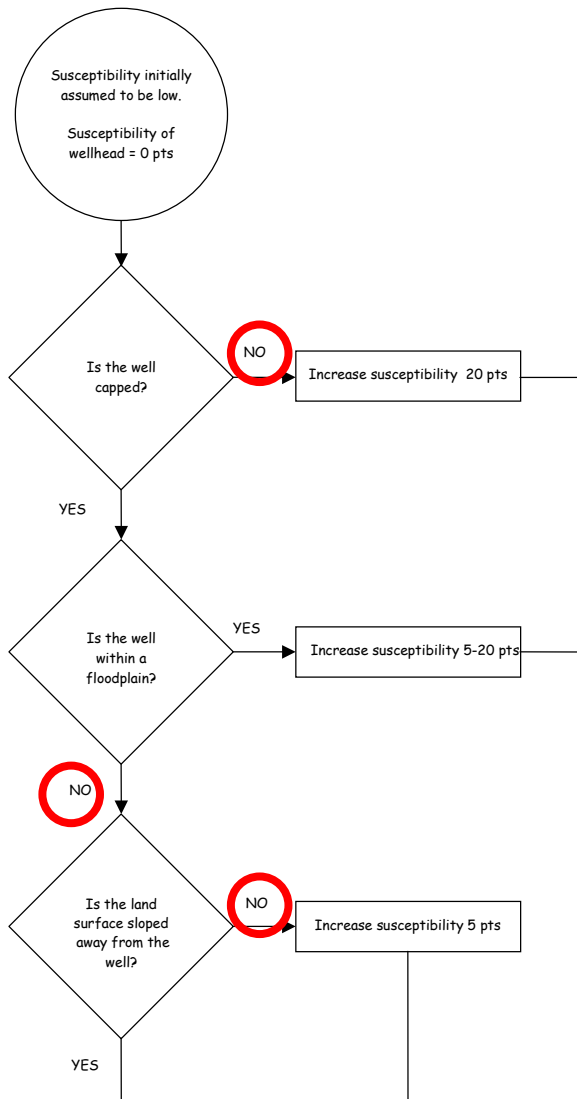 Susceptibility initially
assumed to be low.
Susceptibility of
wellhead = 0 pts
Is the well
capped?
NO
Increase susceptibility  20 pts
YES
Is the well
within a
floodplain?
YES
Increase susceptibility 5-20 pts
NO
Is the land
surface sloped
away from the
well?
NO
Increase susceptibility 5 pts
YES